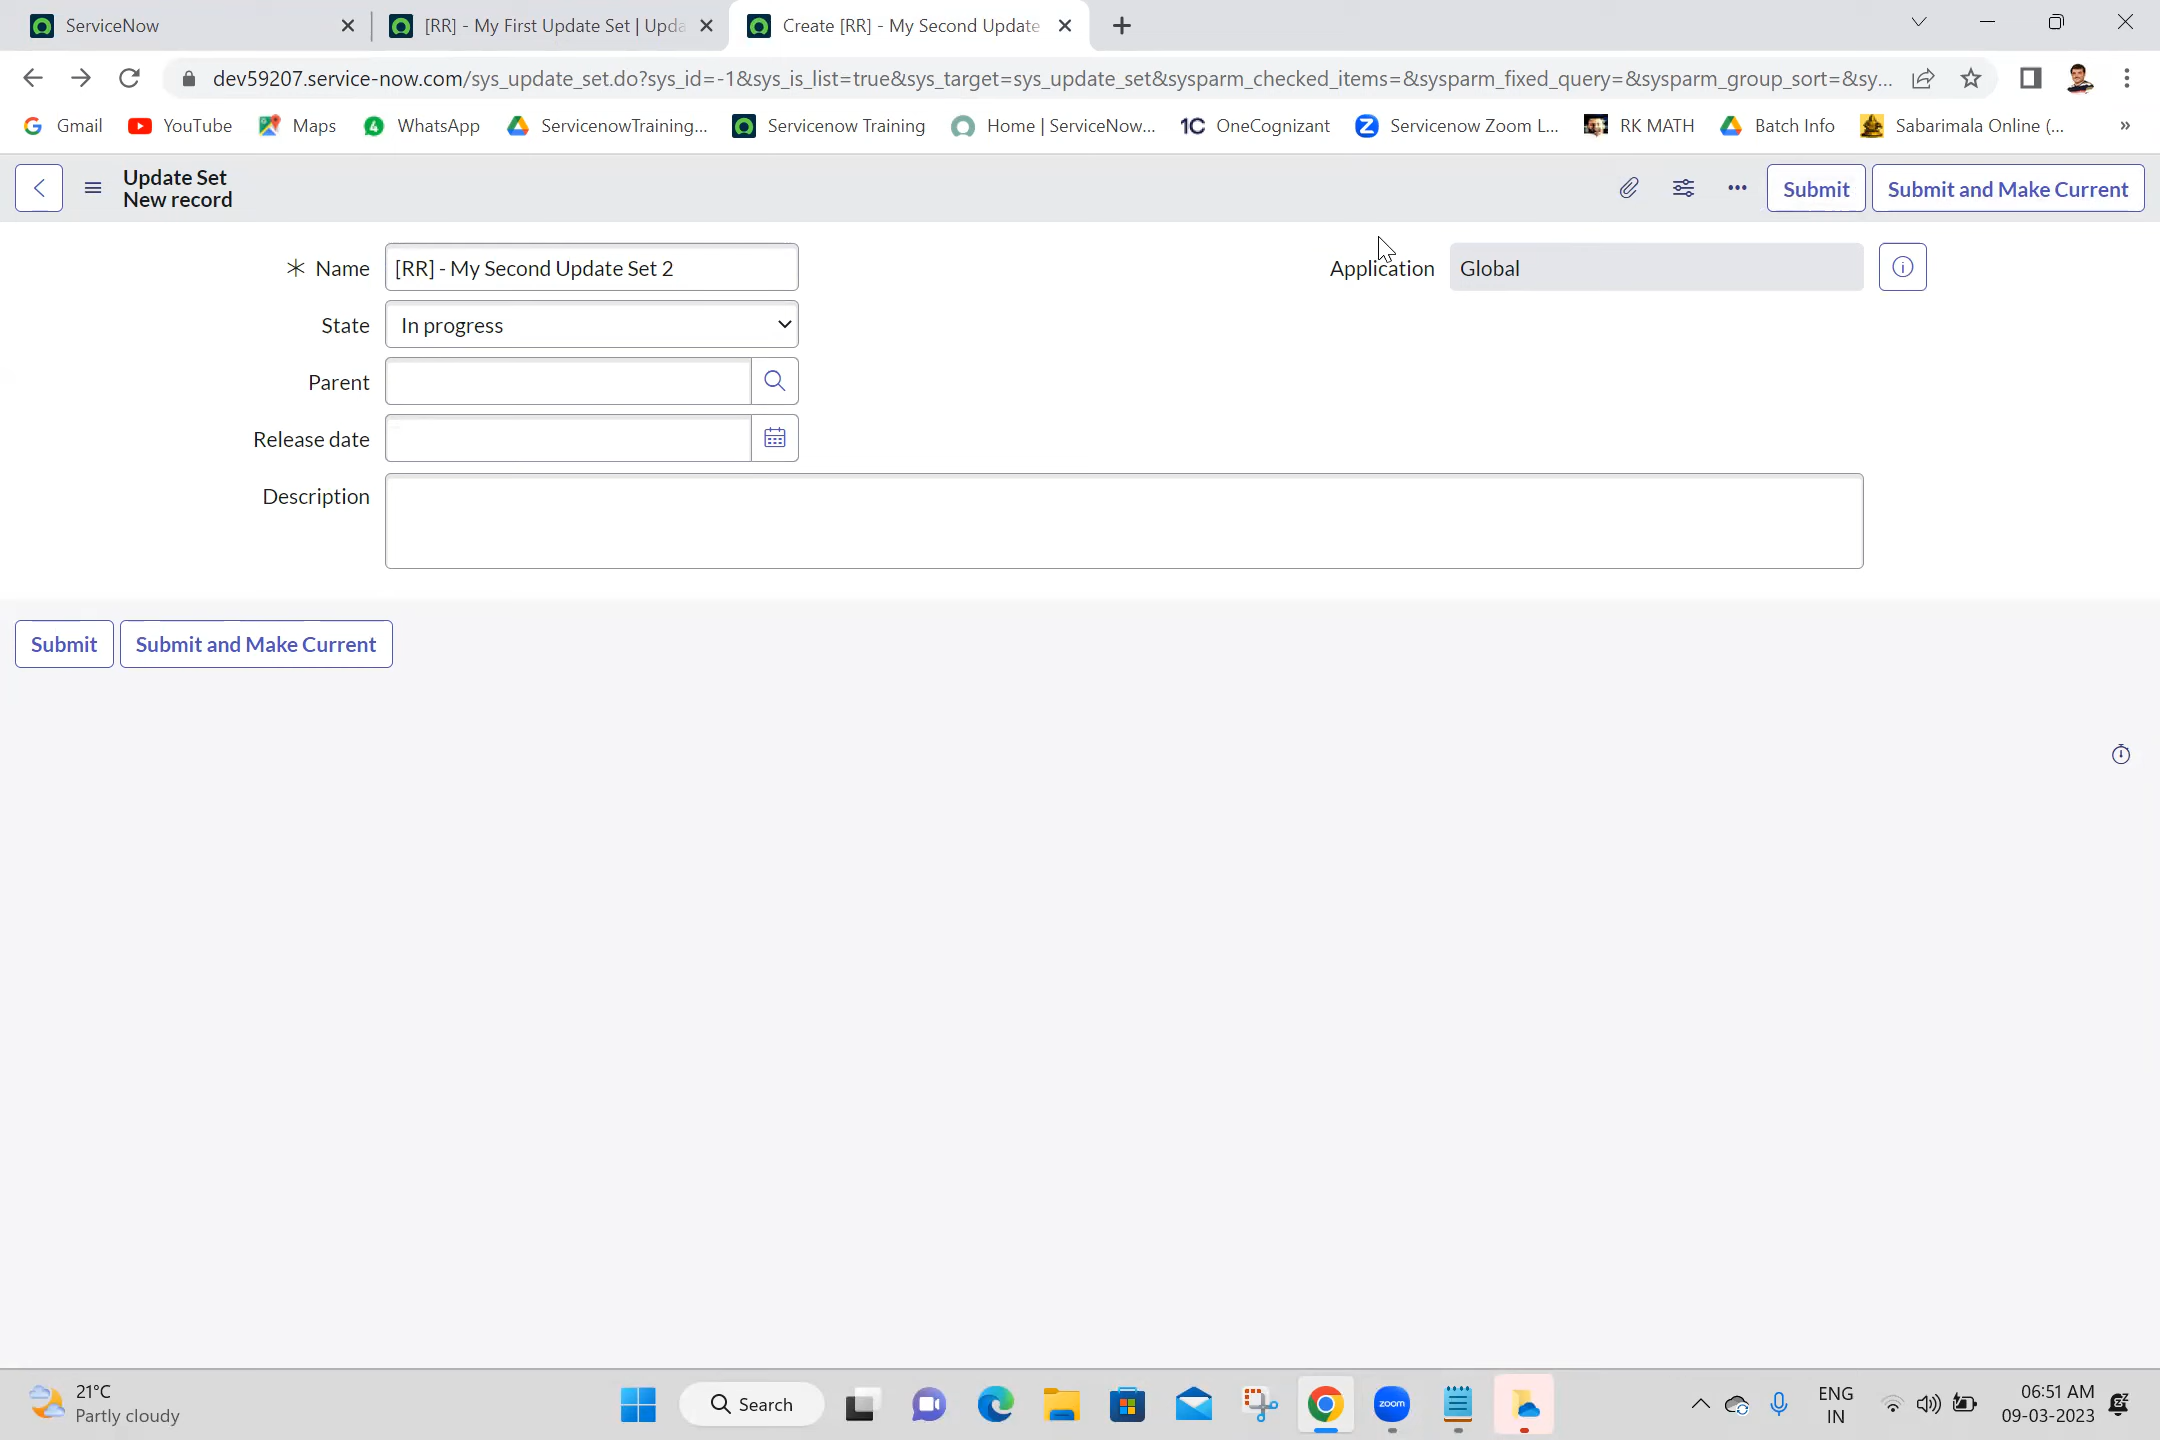 ServiceNow
[RR] - My First Update Set | Upda
Create [RR] - My Second Update
dev59207.service-now.com/sys_update_set.do?sys_id=-1&sys_is_list=true&sys_target=sys_update_set&sysparm_checked_items=&sysparm_fixed_query=&sysparm_group_sort=&sy...
Gmail
YouTube
Maps
4
WhatsApp
ServicenowTraining...
Servicenow Training
Home | ServiceNow...
1C OneCognizant
Z Servicenow Zoom L...
RK MATH
Batch Info
Sabarimala Online (...
»
Update Set
New record
Submit
Submit and Make Current
Name
[RR] - My Second Update Set 2
Application
Global
State
In progress
Parent
Release date
Description
Submit
Submit and Make Current
21°C
Partly cloudy
Search
zoom
ENG
IN
06:51 AM
09-03-2023